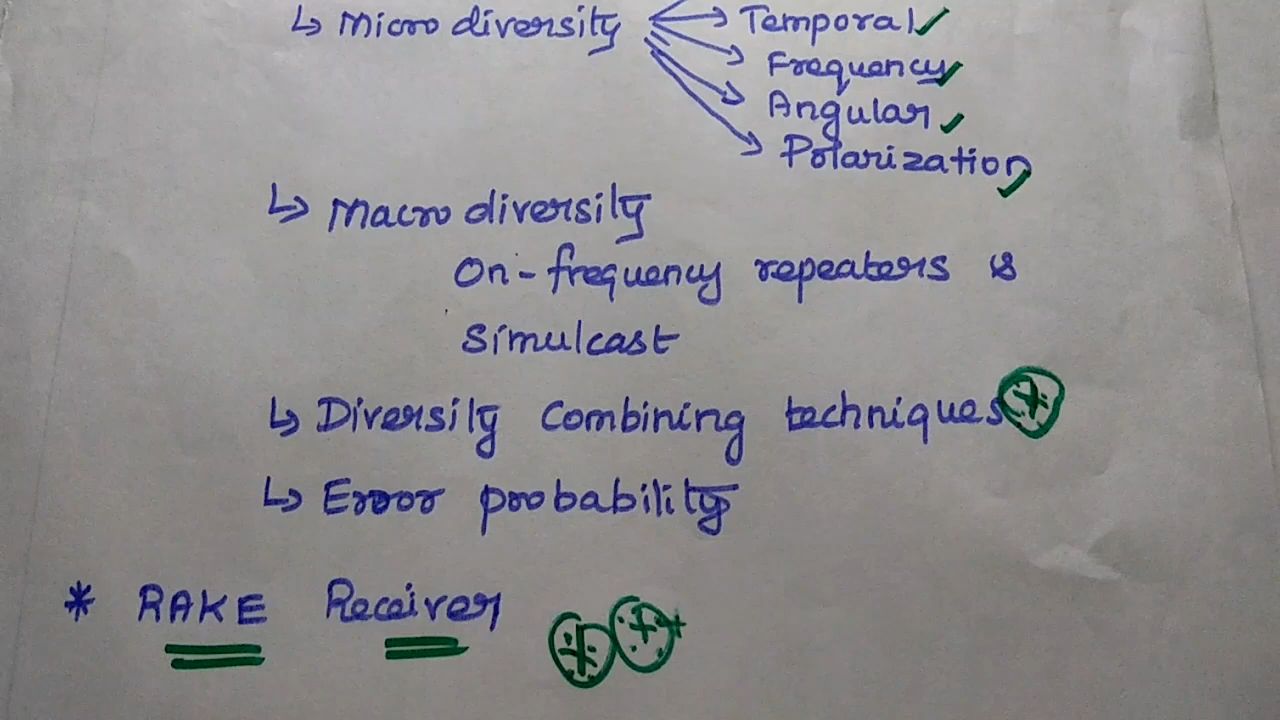 ↳ Micro diversity → Temporal ✓
→ Frequency ✓
→ Angular ✓
→ Polarization ✓
↳ Macro diversity
On-frequency repeaters &
Simulcast
↳ Diversity Combining techniques
↳ Error probability
* RAKE Receiver